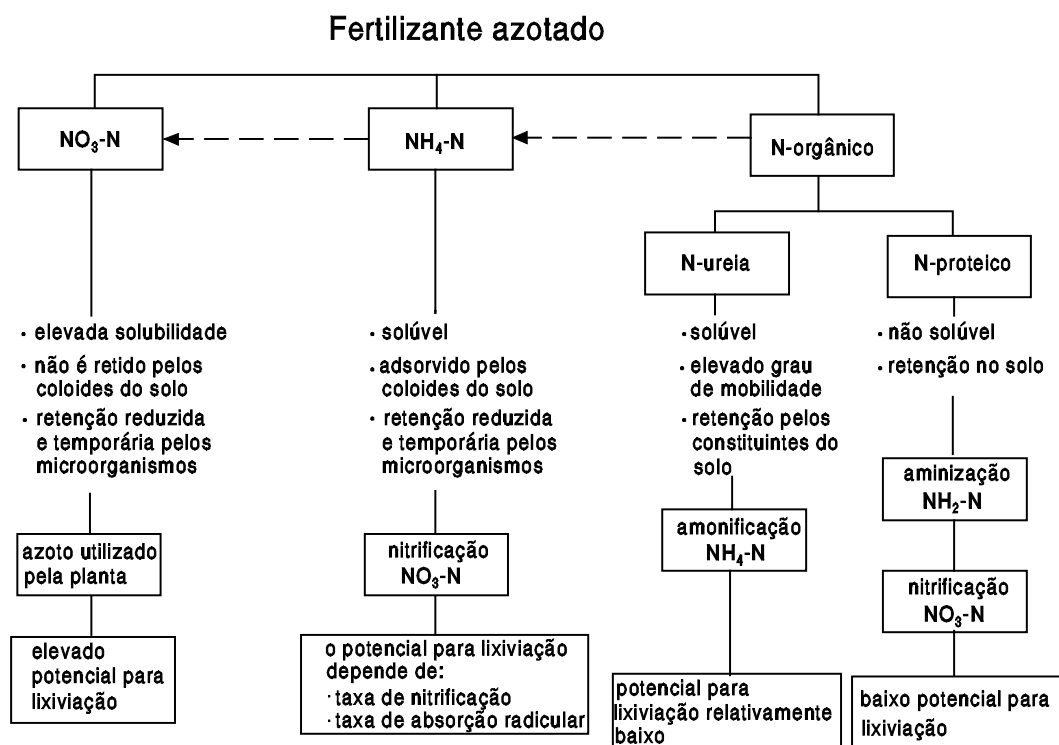 Fertilizante azotado
NO₃-N
NH₄-N
N-orgânico
N-ureia
N-proteico
· elevada solubilidade
· não é retido pelos
coloides do solo
· retenção reduzida
e temporária pelos
microorganismos
azoto utilizado
pela planta
elevado
potencial para
lixiviação
· solúvel
· adsorvido pelos
coloides do solo
· retenção reduzida
e temporária pelos
microorganismos
nitrificação
NO₃-N
o potencial para lixiviação
depende de:
· taxa de nitrificação
· taxa de absorção radicular
· solúvel
· elevado grau
de mobilidade
· retenção pelos
constituintes do
solo
amonificação
NH₄-N
potencial para
lixiviação relativamente
baixo
· não solúvel
· retenção no solo
aminização
NH₂-N
nitrificação
NO₃-N
baixo potencial para
lixiviação